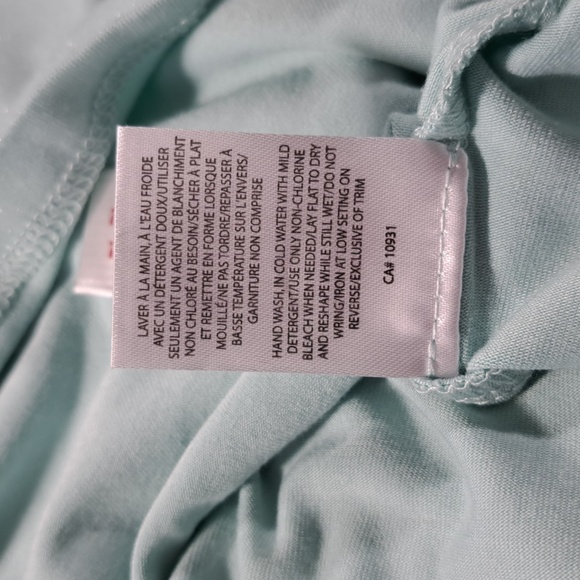 LAVER À LA MAIN, À L'EAU FROIDE
AVEC UN DÉTERGENT DOUX/UTILISER
SEULEMENT UN AGENT DE BLANCHIMENT
NON CHLORÉ AU BESOIN/SÉCHER À PLAT
ET REMETTRE EN FORME LORSQUE
MOUILLÉ/NE PAS TORDRE/REPASSER À
BASSE TEMPÉRATURE SUR L'ENVERS/
GARNITURE NON COMPRISE
HAND WASH, IN COLD WATER WITH MILD
DETERGENT/USE ONLY NON-CHLORINE
BLEACH WHEN NEEDED/LAY FLAT TO DRY
AND RESHAPE WHILE STILL WET/DO NOT
WRING/IRON AT LOW SETING ON
REVERSE/EXCLUSIVE OF TRIM
CA# 10931